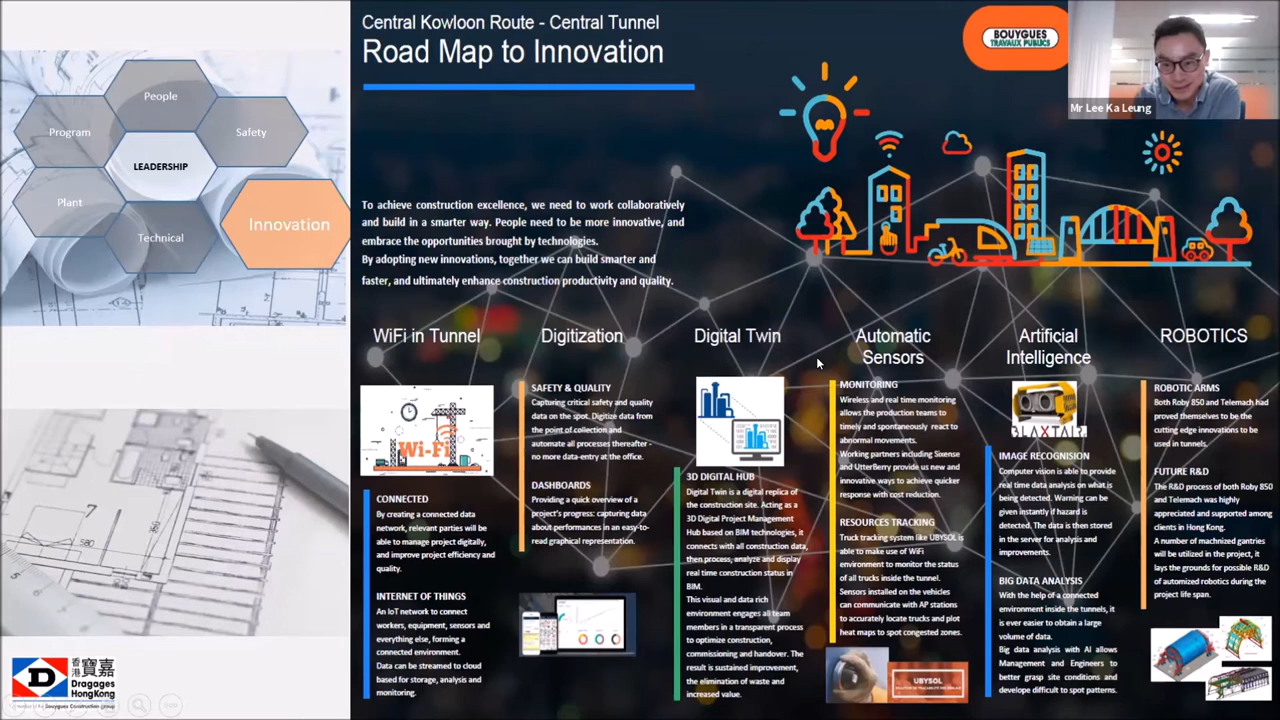 People
Program
Safety
LEADERSHIP
Plant
Innovation
Technical
香港寶嘉
Dragages
HongKong
Central Kowloon Route - Central Tunnel
Road Map to Innovation
BOUYGUES
TRAVAUX PUBLICS
Mr Lee Ka Leung
To achieve construction excellence, we need to work collaboratively
and build in a smarter way. People need to be more innovative, and
embrace the opportunities brought by technologies.
By adopting new innovations, together we can build smarter and
faster, and ultimately enhance construction productivity and quality.
WiFi in Tunnel
Wi-Fi
CONNECTED
By creating a connected data
network, relevant parties will be
able to manage project digitally,
and improve project efficiency and
quality.
INTERNET OF THINGS
An IoT network to connect
workers, equipment, sensors and
everything else, forming a
connected environment.
Data can be streamed to cloud
based for storage, analysis and
monitoring.
Digitization
SAFETY & QUALITY
Capturing critical safety and quality
data on the spot. Digitize data from
the point of collection and
automate all processes thereafter -
no more data-entry at the office.
DASHBOARDS
Providing a quick overview of a
project's progress: capturing data
about performances in an easy-to-
read graphical representation.
Digital Twin
3D DIGITAL HUB
Digital Twin is a digital replica of
the construction site. Acting as a
3D Digital Project Management
Hub based on BIM technologies, it
connects with all construction data,
then process, analyze and display
real time construction status in
BIM.
This visual and data rich
environment engages all team
members in a transparent process
to optimize construction,
commissioning and handover. The
result is sustained improvement,
the elimination of waste and
increased value.
Automatic
Sensors
MONITORING
Wireless and real time monitoring
allows the production teams to
timely and spontaneously react to
abnormal movements.
Working partners including Sixense
and UtterBerry provide us new and
innovative ways to achieve quicker
response with cost reduction.
RESOURCES TRACKING
Truck tracking system like UBYSOL is
able to make use of WiFi
environment to monitor the status
of all trucks inside the tunnel.
Sensors installed on the vehicles
can communicate with AP stations
to accurately locate trucks and plot
heat maps to spot congested zones.
UBYSOL
Artificial
Intelligence
BLAXTAIR
IMAGE RECOGNISION
Computer vision is able to provide
real time data analysis on what is
being detected. Warning can be
given instantly if hazard is
detected. The data is then stored
in the server for analysis and
improvements.
BIG DATA ANALYSIS
With the help of a connected
environment inside the tunnels, it
is ever easier to obtain a large
volume of data.
Big data analysis with AI allows
Management and Engineers to
better grasp site conditions and
develope difficult to spot patterns.
ROBOTICS
ROBOTIC ARMS
Both Roby 850 and Telemach had
proved themselves to be the
cutting edge innovations to be
used in tunnels.
FUTURE R&D
The R&D process of both Roby 850
and Telemach was highly
appreciated and supported among
clients in Hong Kong.
A number of machnized gantries
will be utilized in the project, it
lays the grounds for possible R&D
of automized robotics during the
project life span.